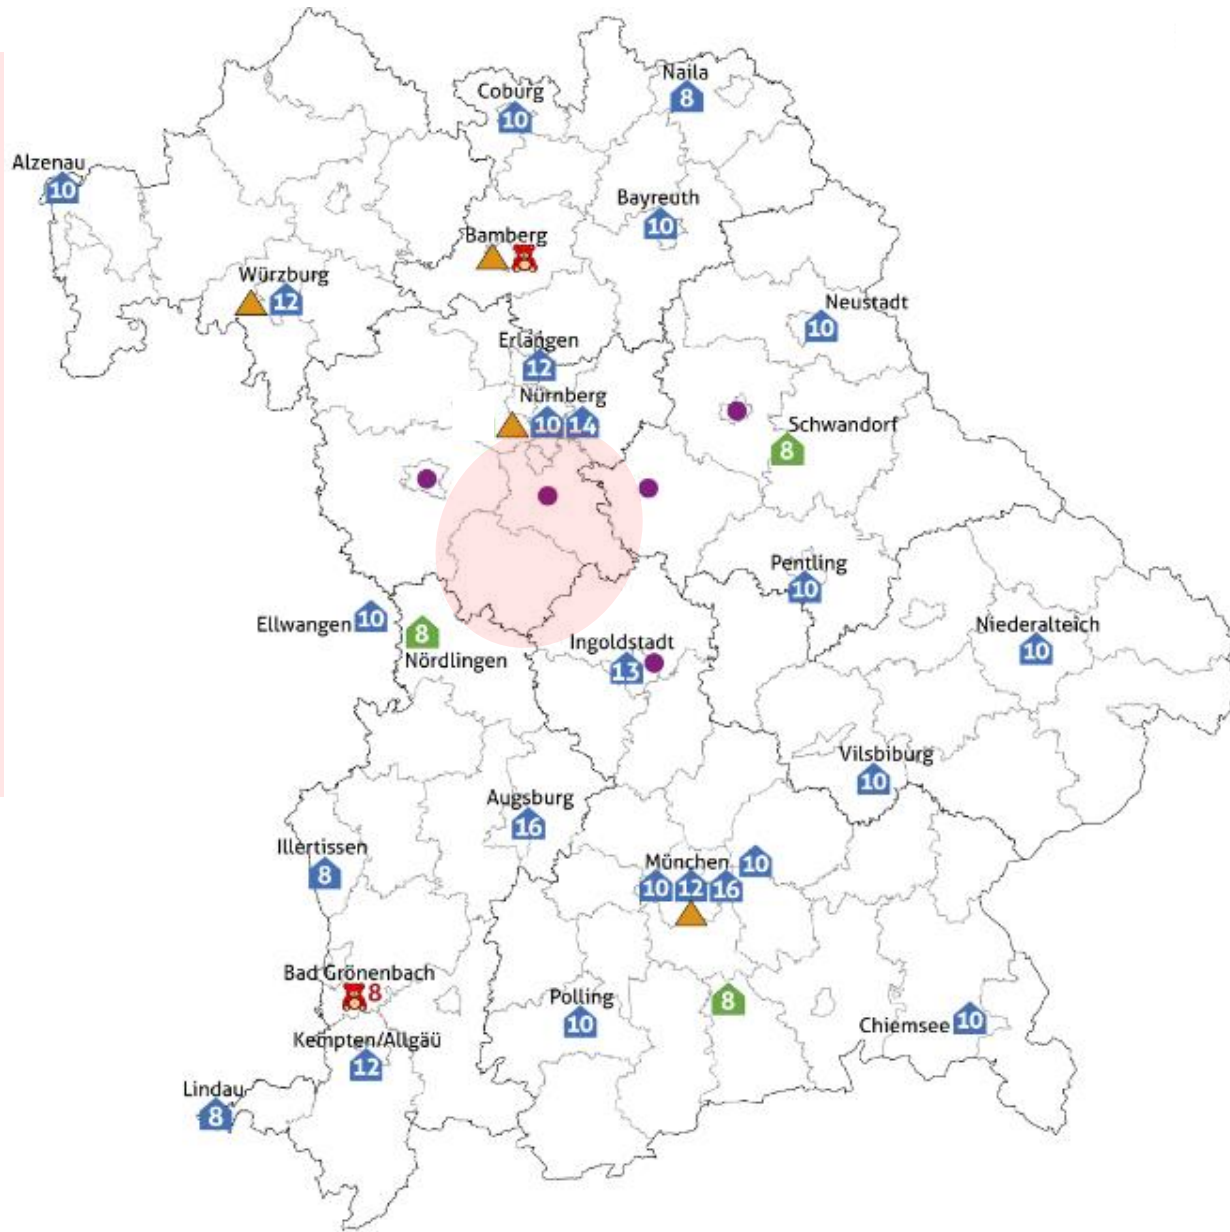 Naila
8
Coburg
10
Alzenau
10
Bayreuth
10
Bamberg
Würzburg
12
Neustadt
10
Erlangen
12
Nürnberg
10 14
Schwandorf
8
Pentling
10
Ellwangen 10
8
Nördlingen
Ingoldstadt
13
Niederalteich
10
Vilsbiburg
10
Augsburg
16
Illertissen
8
München 10
10 12 16
Bad Grönenbach
8
Polling
10
8
Chiemsee 10
Kempten/Allgäü
12
Lindau
8